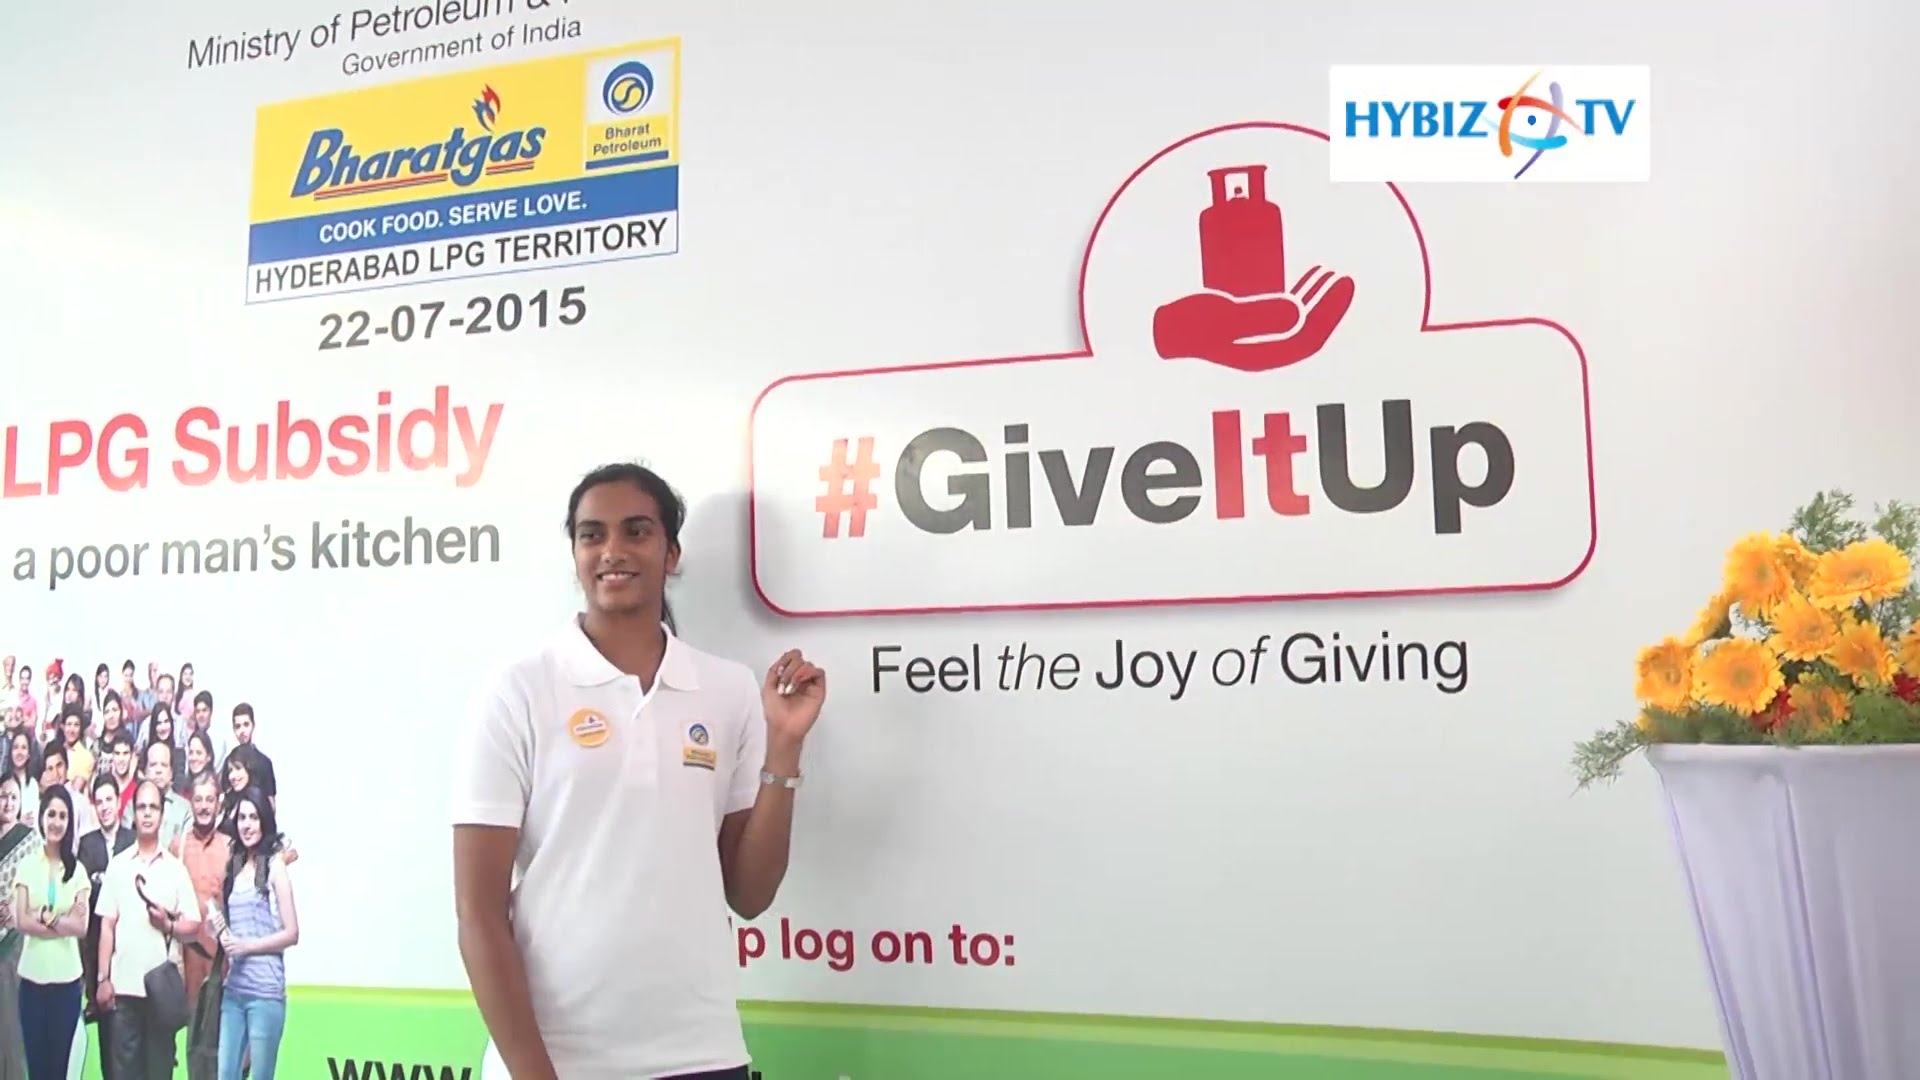 Ministry of Petroleum &
Government of India
Bharatgas
Bharat
Petroleum
COOK FOOD. SERVE LOVE.
HYDERABAD LPG TERRITORY
22-07-2015
HYBIZ TV
LPG Subsidy
a poor man's kitchen
#GiveItUp
Feel the Joy of Giving
p log on to:
www.